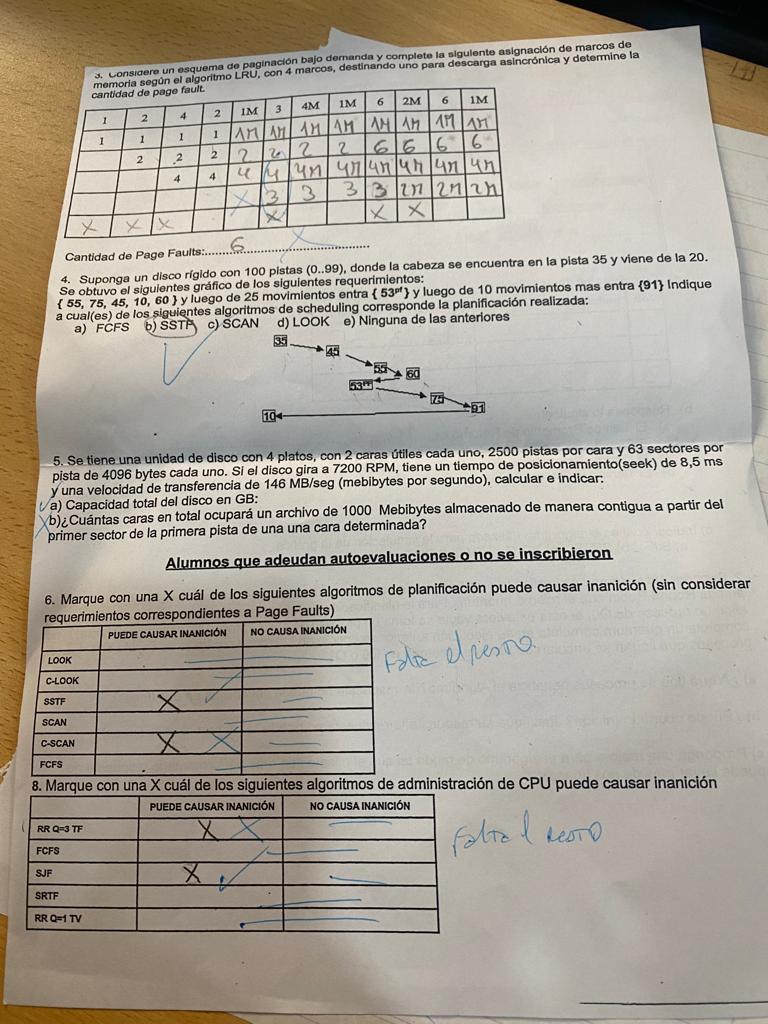 3. Considere un esquema de paginación bajo demanda y complete la siguiente asignación de marcos de
memoria según el algoritmo LRU, con 4 marcos, destinando uno para descarga asincrónica y determine la
cantidad de page fault.
1 2 4 2 1M 3 4M 1M 6 2M 6 1M
1 1 1 1 1M 1M 1M 1M 1M 1M 1M 1M
2 2 2 2 2 2 2 6 6 6 6
4 4 4 4 4M 4M 4M 4M 4M 4M
X 3 3 3 3 2M 2M 2M
X X X X X X
Cantidad de Page Faults:......6......
4. Suponga un disco rígido con 100 pistas (0..99), donde la cabeza se encuentra en la pista 35 y viene de la 20.
Se obtuvo el siguientes gráfico de los siguientes requerimientos:
{ 55, 75, 45, 10, 60 } y luego de 25 movimientos entra { 53pf } y luego de 10 movimientos mas entra {91} Indique
a cual(es) de los siguientes algoritmos de scheduling corresponde la planificación realizada:
a) FCFS b) SSTF c) SCAN d) LOOK e) Ninguna de las anteriores
35
45
55
60
53PF
75
91
10
5. Se tiene una unidad de disco con 4 platos, con 2 caras útiles cada uno, 2500 pistas por cara y 63 sectores por
pista de 4096 bytes cada uno. Si el disco gira a 7200 RPM, tiene un tiempo de posicionamiento(seek) de 8,5 ms
y una velocidad de transferencia de 146 MB/seg (mebibytes por segundo), calcular e indicar:
a) Capacidad total del disco en GB:
b)¿Cuántas caras en total ocupará un archivo de 1000 Mebibytes almacenado de manera contigua a partir del
primer sector de la primera pista de una una cara determinada?
Alumnos que adeudan autoevaluaciones o no se inscribieron
6. Marque con una X cuál de los siguientes algoritmos de planificación puede causar inanición (sin considerar
requerimientos correspondientes a Page Faults)
PUEDE CAUSAR INANICIÓN NO CAUSA INANICIÓN
LOOK
C-LOOK
SSTF X
SCAN
C-SCAN X X
FCFS
Falta el resto
8. Marque con una X cuál de los siguientes algoritmos de administración de CPU puede causar inanición
PUEDE CAUSAR INANICIÓN NO CAUSA INANICIÓN
RR Q=3 TF X X
FCFS
SJF X
SRTF
RR Q=1 TV
Falta el resto